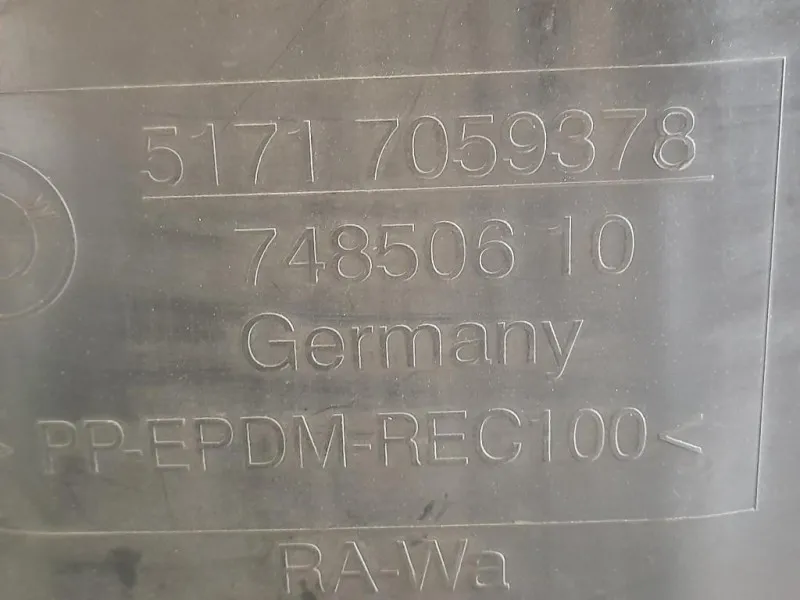 5171 7059378
748506 10
Germany
> PP-EPDM-REC100 <
RA-Wa